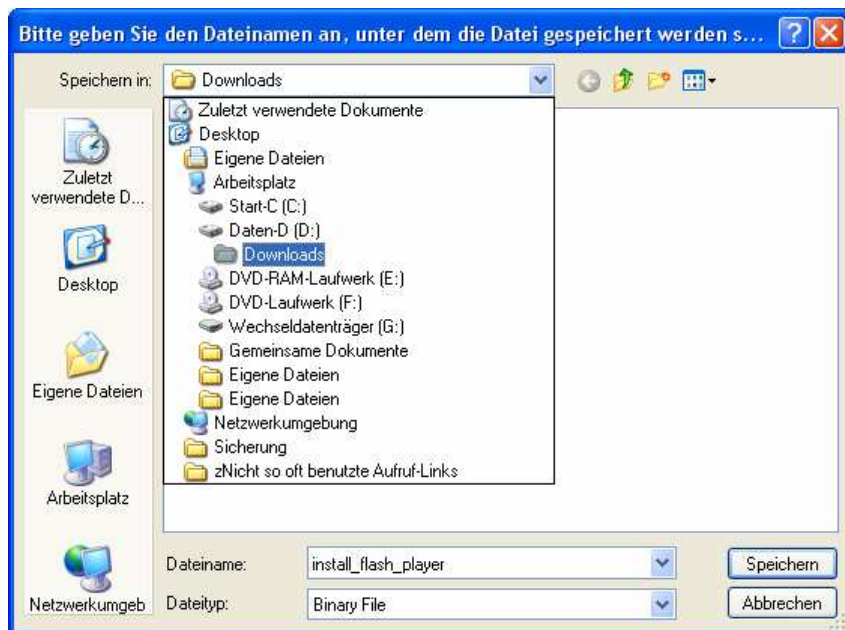 Bitte geben Sie den Dateinamen an, unter dem die Datei gespeichert werden s...
Speichern in:
Downloads
Zuletzt verwendete Dokumente
Desktop
Eigene Dateien
Arbeitsplatz
Start-C (C:)
Daten-D (D:)
Downloads
DVD-RAM-Laufwerk (E:)
DVD-Laufwerk (F:)
Wechseldatenträger (G:)
Gemeinsame Dokumente
Eigene Dateien
Eigene Dateien
Netzwerkumgebung
Sicherung
zNicht so oft benutzte Aufruf-Links
Zuletzt
verwendete D...
Desktop
Eigene Dateien
Arbeitsplatz
Netzwerkumgeb
Dateiname:
install_flash_player
Speichern
Dateityp:
Binary File
Abbrechen